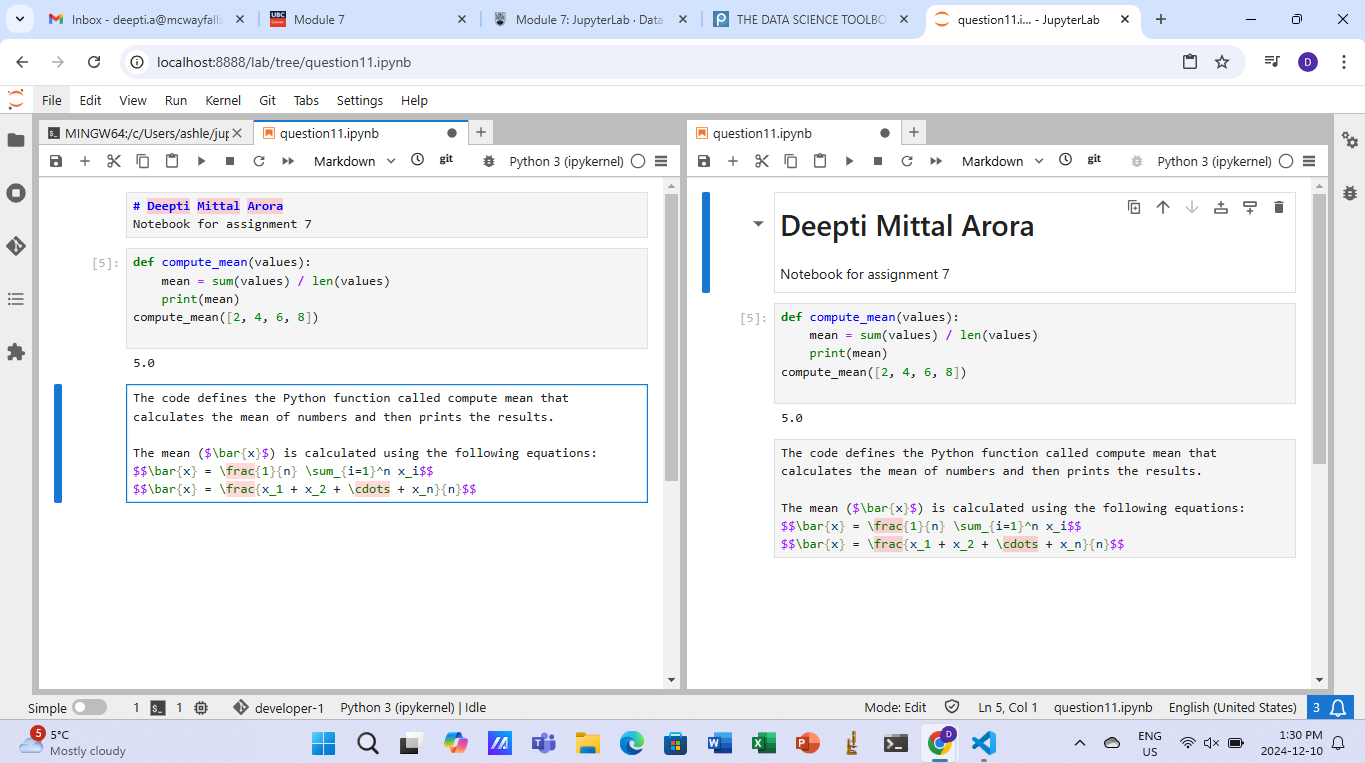 Inbox - deepti.a@mcwayfalls
UBC
Module 7
Module 7: JupyterLab · Data
THE DATA SCIENCE TOOLBO
question11.i... - JupyterLab
localhost:8888/lab/tree/question11.ipynb
D
File Edit View Run Kernel Git Tabs Settings Help
MINGW64:/c/Users/ashle/jup
question11.ipynb
question11.ipynb
Markdown
git
Python 3 (ipykernel)
Markdown
git
Python 3 (ipykernel)
# Deepti Mittal Arora
Notebook for assignment 7
[5]:
def compute_mean(values):
    mean = sum(values) / len(values)
    print(mean)
compute_mean([2, 4, 6, 8])
5.0
The code defines the Python function called compute mean that
calculates the mean of numbers and then prints the results.
The mean ($\bar{x}$) is calculated using the following equations:
$$\bar{x} = \frac{1}{n} \sum_{i=1}^n x_i$$
$$\bar{x} = \frac{x_1 + x_2 + \cdots + x_n}{n}$$
Deepti Mittal Arora
Notebook for assignment 7
[5]:
def compute_mean(values):
    mean = sum(values) / len(values)
    print(mean)
compute_mean([2, 4, 6, 8])
5.0
The code defines the Python function called compute mean that
calculates the mean of numbers and then prints the results.
The mean ($\bar{x}$) is calculated using the following equations:
$$\bar{x} = \frac{1}{n} \sum_{i=1}^n x_i$$
$$\bar{x} = \frac{x_1 + x_2 + \cdots + x_n}{n}$$
Simple
1
1
developer-1
Python 3 (ipykernel) | Idle
Mode: Edit
Ln 5, Col 1
question11.ipynb
English (United States)
3
5
5°C
Mostly cloudy
D
ENG
US
1:30 PM
2024-12-10